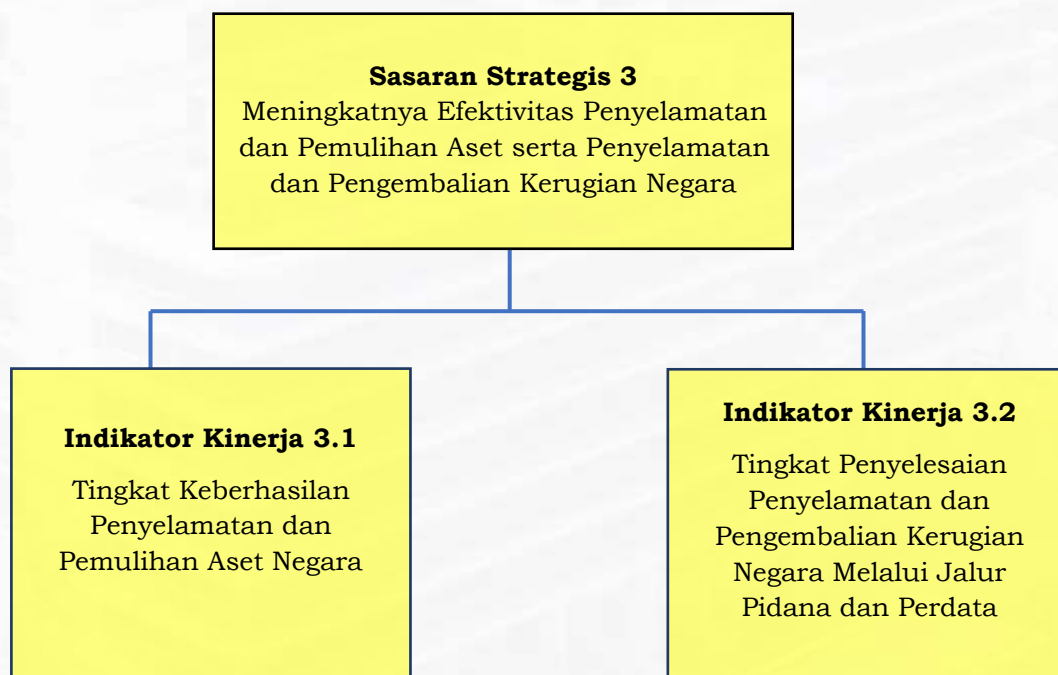 Sasaran Strategis 3
Meningkatnya Efektivitas Penyelamatan
dan Pemulihan Aset serta Penyelamatan
dan Pengembalian Kerugian Negara
Indikator Kinerja 3.1
Tingkat Keberhasilan
Penyelamatan dan
Pemulihan Aset Negara
Indikator Kinerja 3.2
Tingkat Penyelesaian
Penyelamatan dan
Pengembalian Kerugian
Negara Melalui Jalur
Pidana dan Perdata